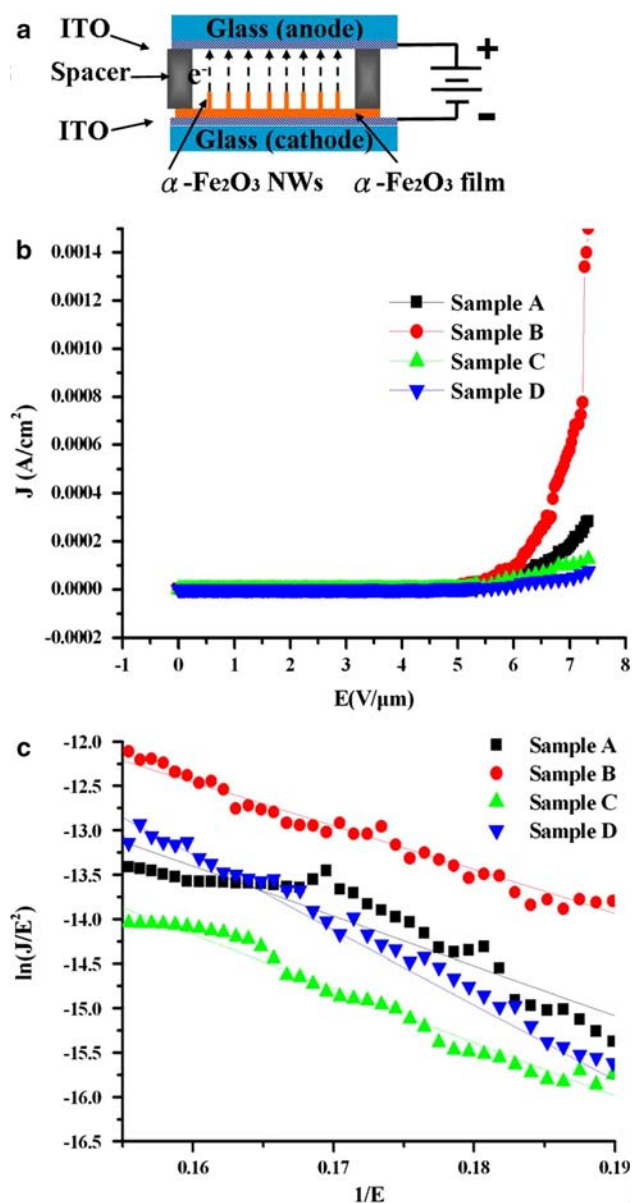 a
ITO
Glass (anode)
Spacer
e-
+
-
ITO
Glass (cathode)
α-Fe₂O₃ NWs
α-Fe₂O₃ film
b
0.0014
0.0012
0.0010
0.0008
0.0006
0.0004
0.0002
0.0000
-0.0002
J (A/cm²)
Sample A
Sample B
Sample C
Sample D
-1 0 1 2 3 4 5 6 7 8
E(V/μm)
c
-12.0
-12.5
-13.0
-13.5
-14.0
-14.5
-15.0
-15.5
-16.0
-16.5
ln(J/E²)
Sample A
Sample B
Sample C
Sample D
0.16 0.17 0.18 0.19
1/E